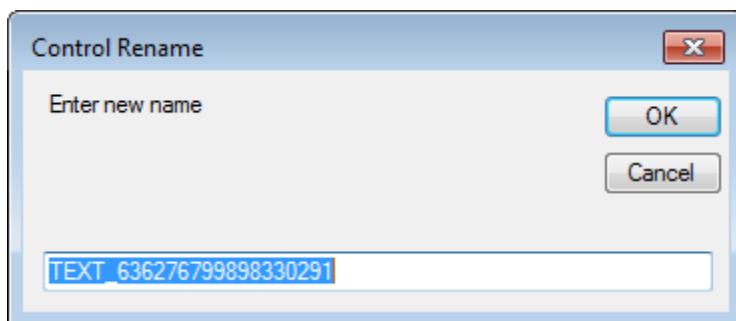 Control Rename
Enter new name
OK
Cancel
TEXT_636276799898330291